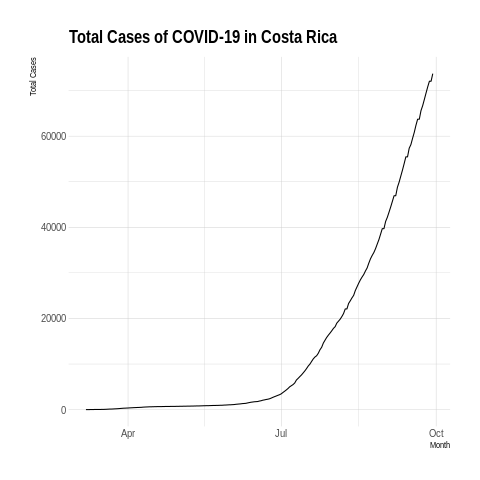 Total Cases of COVID-19 in Costa Rica
Total Cases
60000
40000
20000
0
Apr
Jul
Oct
Month